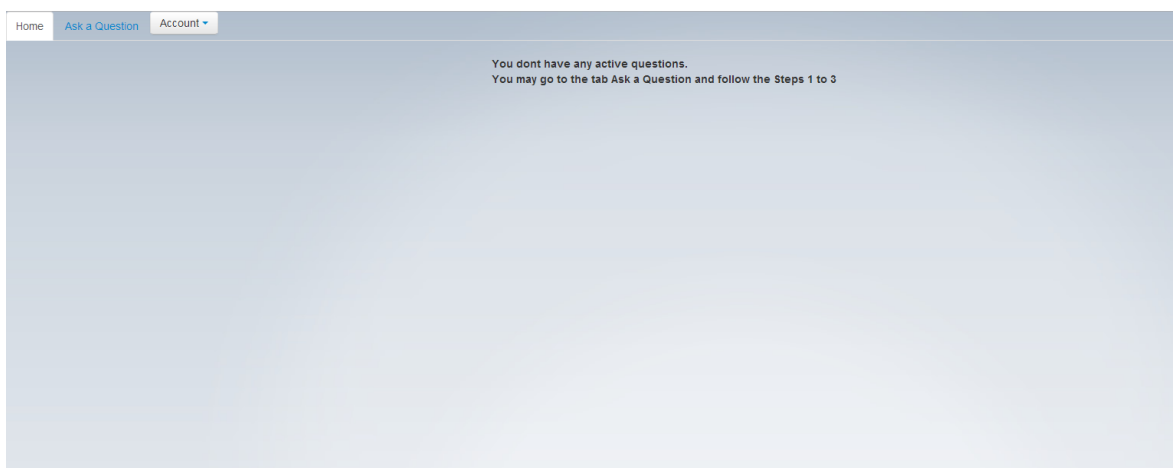 Home Ask a Question Account
You dont have any active questions.
You may go to the tab Ask a Question and follow the Steps 1 to 3